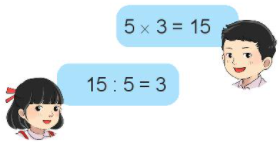 5 × 3 = 15
15 : 5 = 3